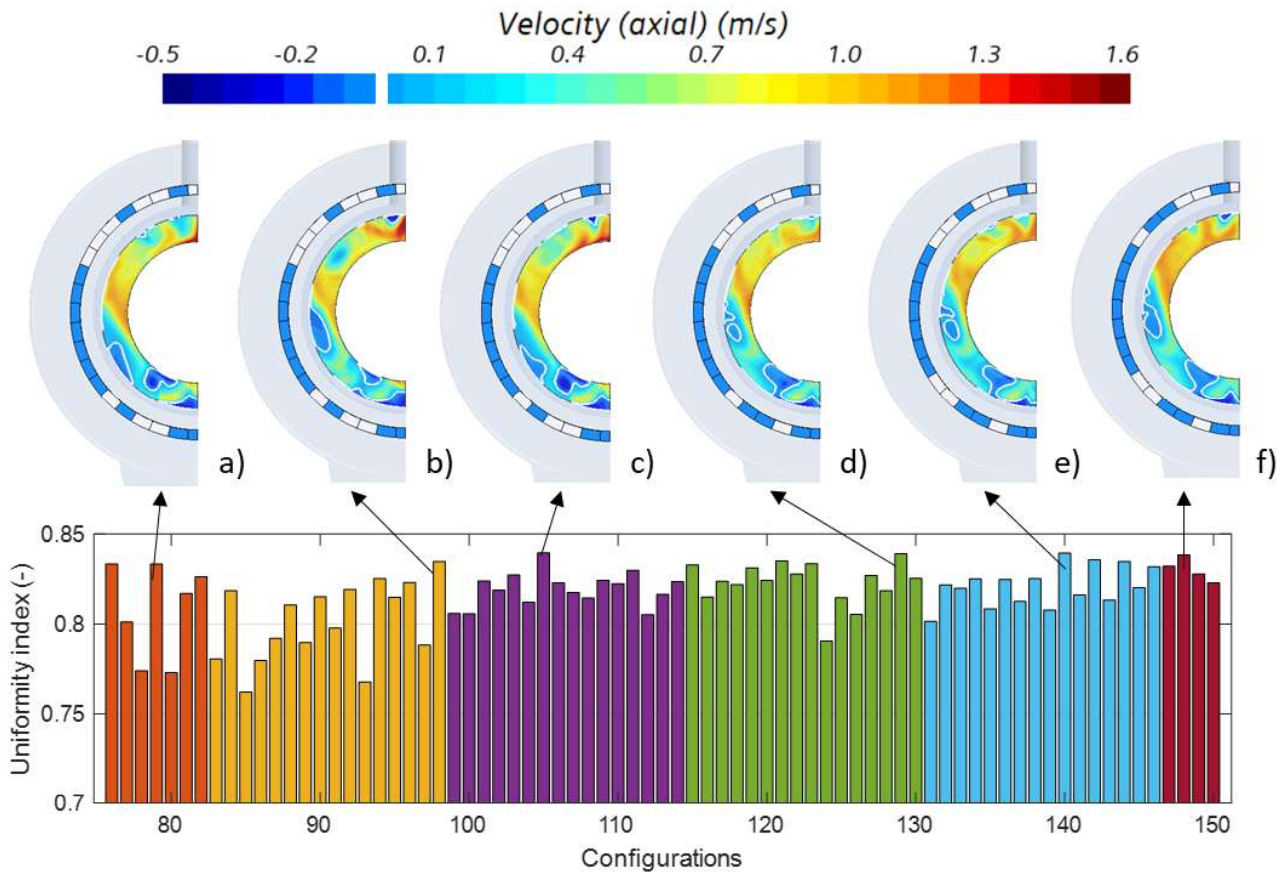 Velocity (axial) (m/s)
-0.5 -0.2 0.1 0.4 0.7 1.0 1.3 1.6
a) b) c) d) e) f)
0.85
0.8
0.75
0.7
Uniformity index (-)
80 90 100 110 120 130 140 150
Configurations